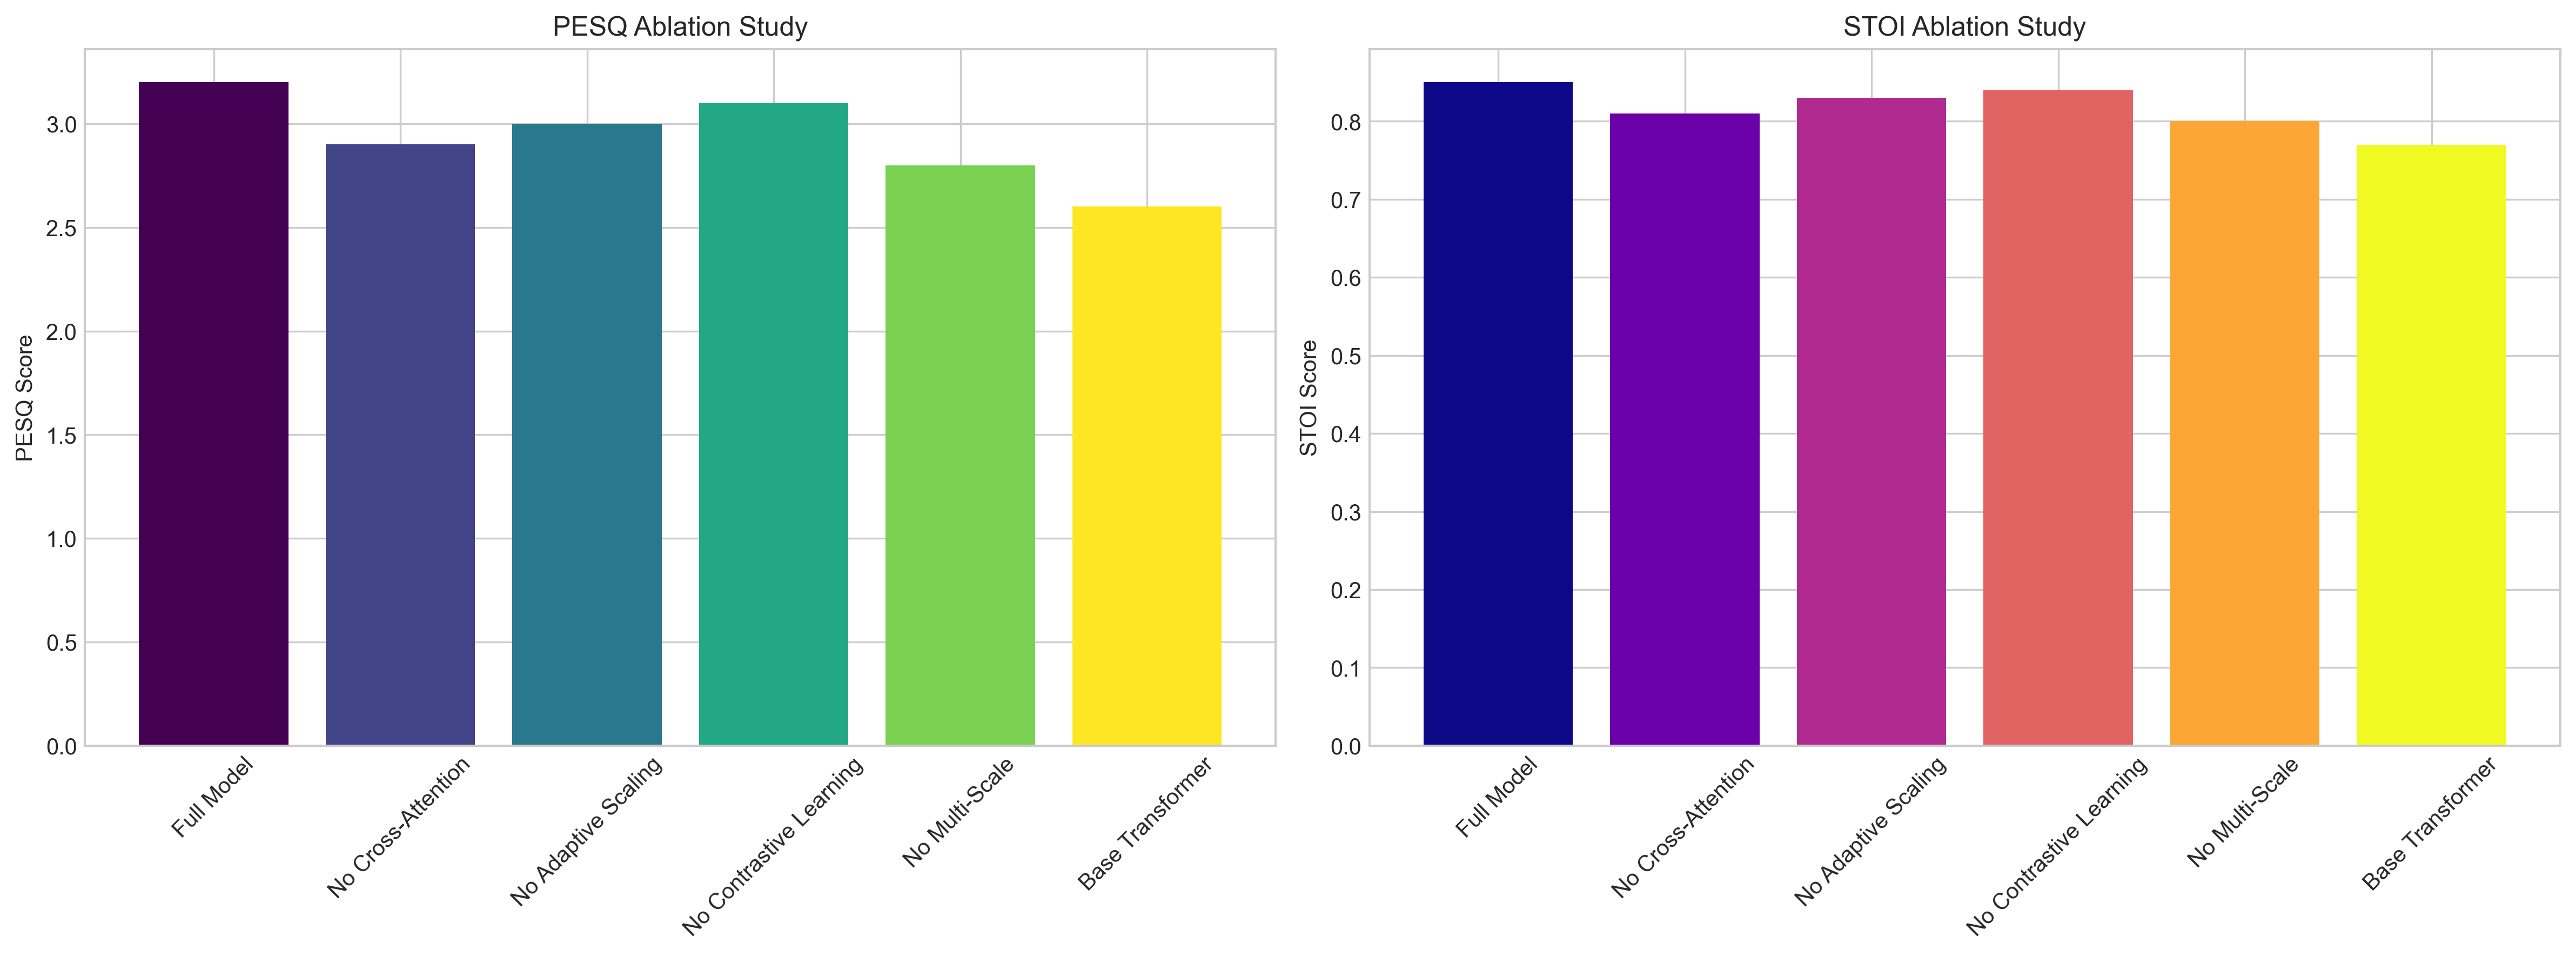 PESQ Ablation Study
PESQ Score
3.0
2.5
2.0
1.5
1.0
0.5
0.0
Full Model
No Cross-Attention
No Adaptive Scaling
No Contrastive Learning
No Multi-Scale
Base Transformer
STOI Ablation Study
STOI Score
0.8
0.7
0.6
0.5
0.4
0.3
0.2
0.1
0.0
Full Model
No Cross-Attention
No Adaptive Scaling
No Contrastive Learning
No Multi-Scale
Base Transformer